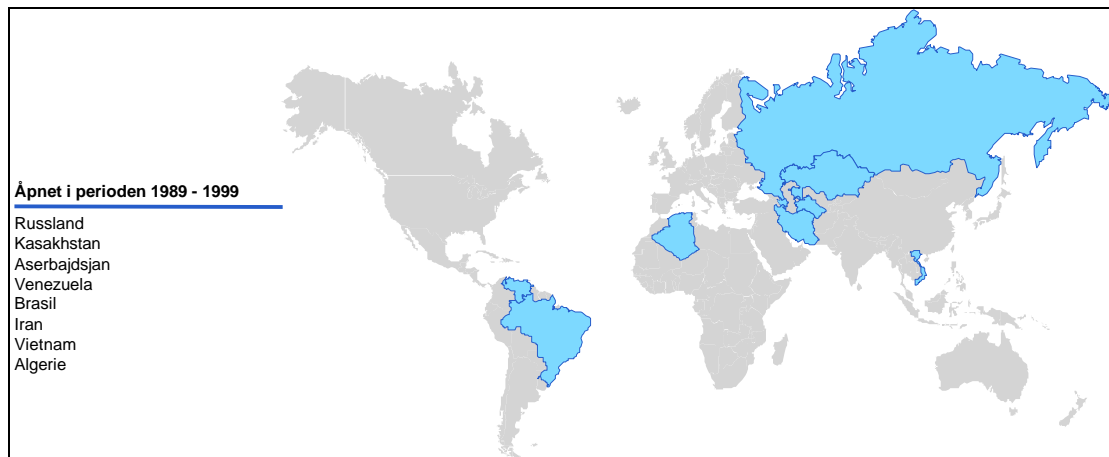 Åpnet i perioden 1989 - 1999
Russland
Kasakhstan
Aserbajdsjan
Venezuela
Brasil
Iran
Vietnam
Algerie